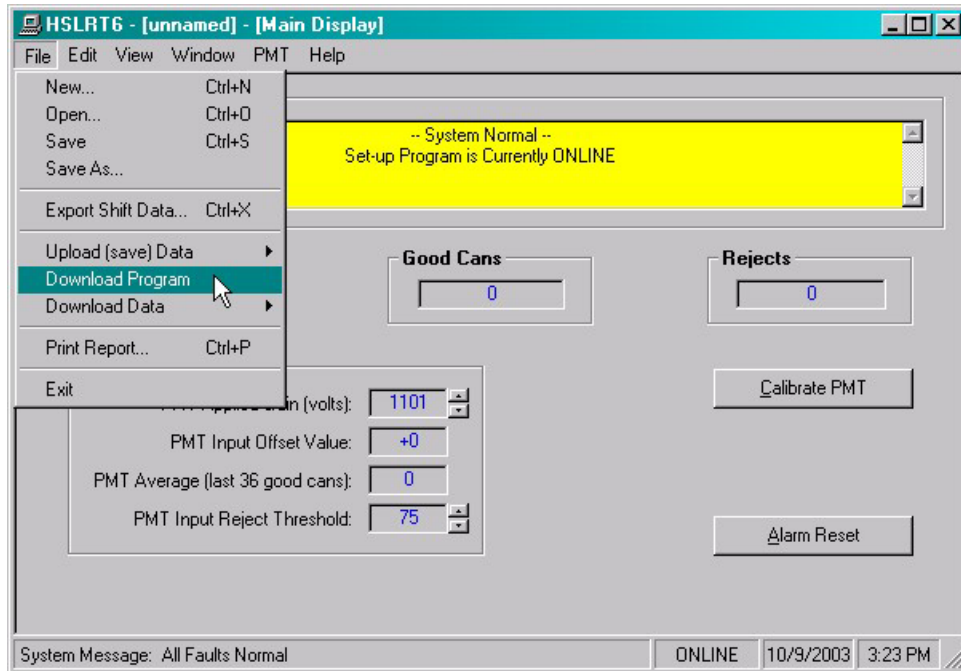 HSLRT6 - [unnamed] - [Main Display]
File Edit View Window PMT Help
New... Ctrl+N
Open... Ctrl+O
Save Ctrl+S
Save As...
Export Shift Data... Ctrl+X
Upload (save) Data
Download Program
Download Data
Print Report... Ctrl+P
Exit
-- System Normal --
Set-up Program is Currently ONLINE
Good Cans
0
Rejects
0
(volts): 1101
PMT Input Offset Value: +0
PMT Average (last 36 good cans): 0
PMT Input Reject Threshold: 75
Calibrate PMT
Alarm Reset
System Message: All Faults Normal ONLINE 10/9/2003 3:23 PM